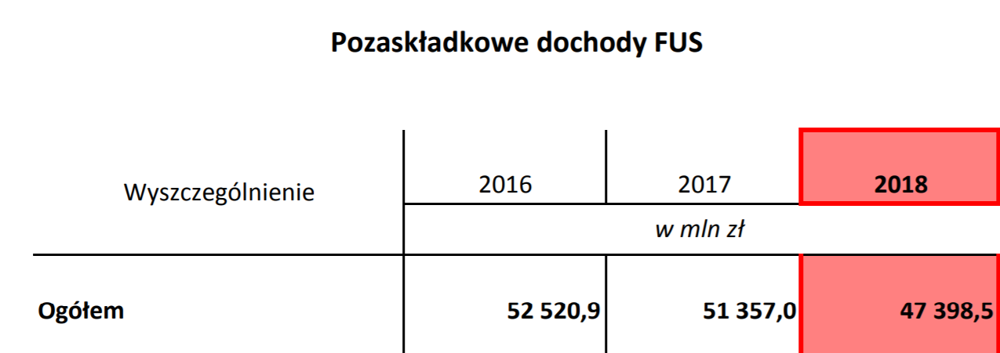 Pozaskładkowe dochody FUS
Wyszczególnienie 2016 2017 2018
w mln zł
Ogółem 52 520,9 51 357,0 47 398,5